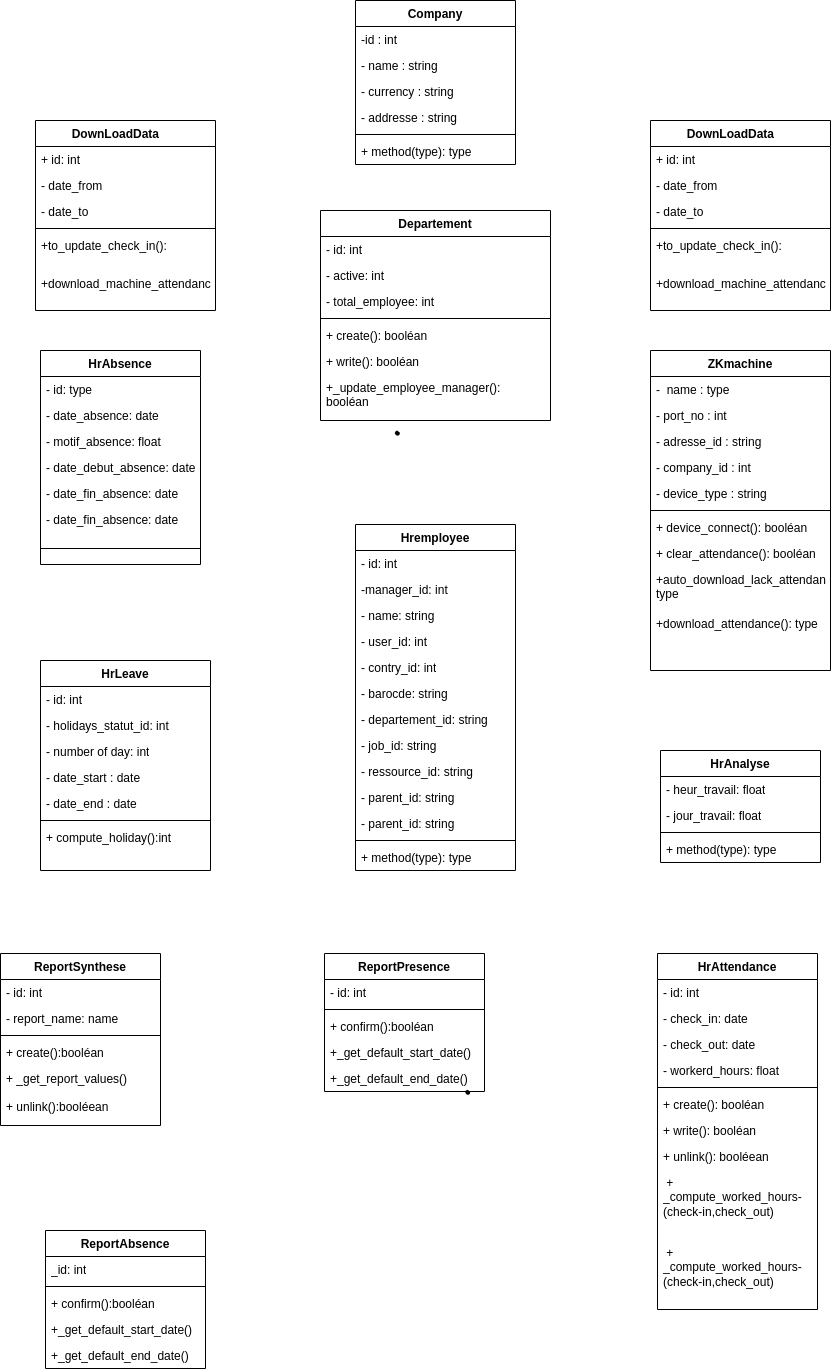 Company
-id : int
- name : string
- currency : string
- addresse : string
+ method(type): type
DownLoadData
+ id: int
- date_from
- date_to
+to_update_check_in():
+download_machine_attendanc
DownLoadData
+ id: int
- date_from
- date_to
+to_update_check_in():
+download_machine_attendanc
Departement
- id: int
- active: int
- total_employee: int
+ create(): booléan
+ write(): booléan
+_update_employee_manager():
booléan
HrAbsence
- id: type
- date_absence: date
- motif_absence: float
- date_debut_absence: date
- date_fin_absence: date
- date_fin_absence: date
ZKmachine
- name : type
- port_no : int
- adresse_id : string
- company_id : int
- device_type : string
+ device_connect(): booléan
+ clear_attendance(): booléan
+auto_download_lack_attendan
type
+download_attendance(): type
Hremployee
- id: int
-manager_id: int
- name: string
- user_id: int
- contry_id: int
- barocde: string
- departement_id: string
- job_id: string
- ressource_id: string
- parent_id: string
- parent_id: string
+ method(type): type
HrLeave
- id: int
- holidays_statut_id: int
- number of day: int
- date_start : date
- date_end : date
+ compute_holiday():int
HrAnalyse
- heur_travail: float
- jour_travail: float
+ method(type): type
ReportSynthese
- id: int
- report_name: name
+ create():booléan
+ _get_report_values()
+ unlink():booléean
ReportPresence
- id: int
+ confirm():booléan
+_get_default_start_date()
+_get_default_end_date()
HrAttendance
- id: int
- check_in: date
- check_out: date
- workerd_hours: float
+ create(): booléan
+ write(): booléan
+ unlink(): booléean
+
_compute_worked_hours-
(check-in,check_out)
+
_compute_worked_hours-
(check-in,check_out)
ReportAbsence
_id: int
+ confirm():booléan
+_get_default_start_date()
+_get_default_end_date()